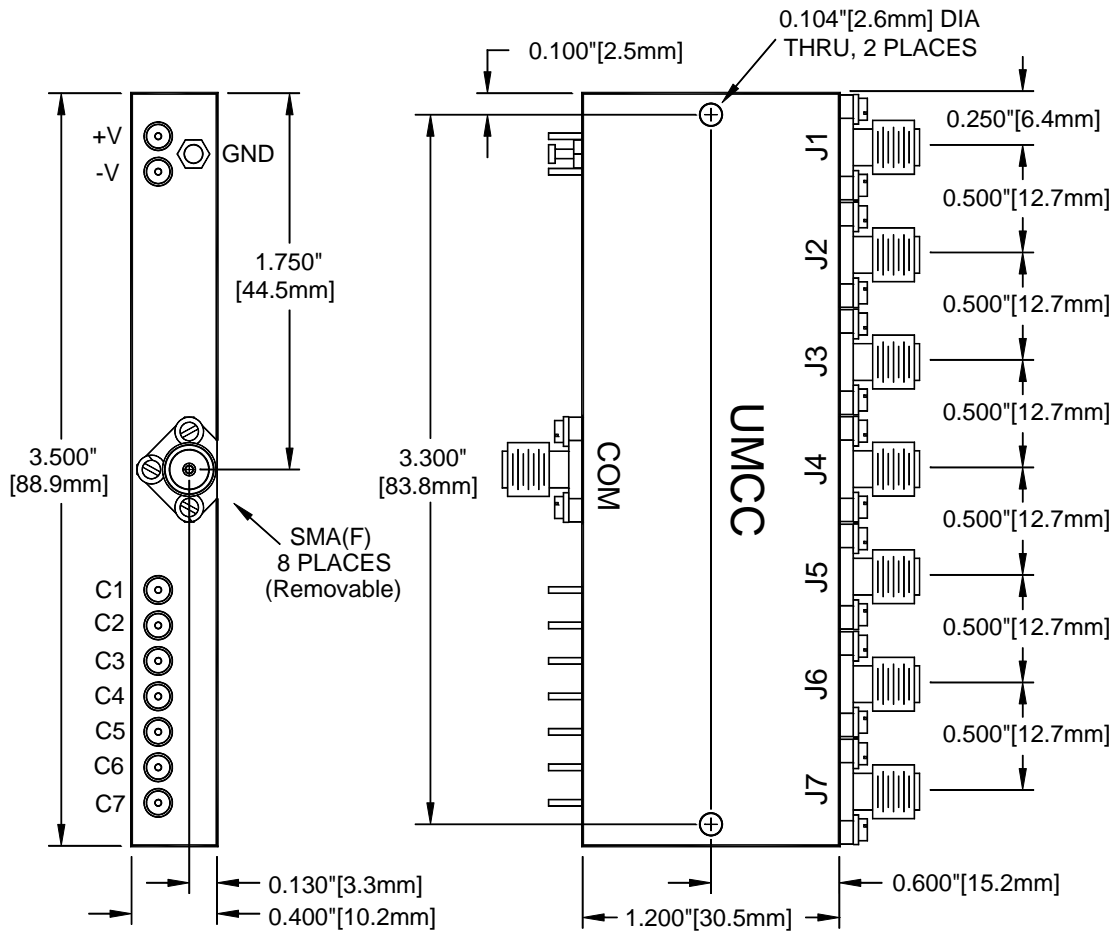 0.104"[2.6mm] DIA
THRU, 2 PLACES
0.100"[2.5mm]
+V
-V
GND
1.750"
[44.5mm]
3.500"
[88.9mm]
SMA(F)
8 PLACES
(Removable)
C1
C2
C3
C4
C5
C6
C7
0.130"[3.3mm]
0.400"[10.2mm]
3.300"
[83.8mm]
COM
UMCC
J1
J2
J3
J4
J5
J6
J7
0.250"[6.4mm]
0.500"[12.7mm]
0.500"[12.7mm]
0.500"[12.7mm]
0.500"[12.7mm]
0.500"[12.7mm]
0.500"[12.7mm]
0.600"[15.2mm]
1.200"[30.5mm]